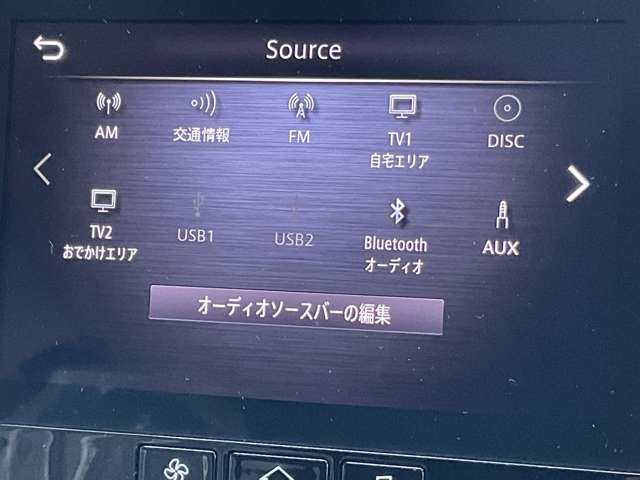 Source
AM
交通情報
FM
TV1
自宅エリア
DISC
TV2
おでかけエリア
USB1
USB2
Bluetooth
オーディオ
AUX
オーディオソースバーの編集